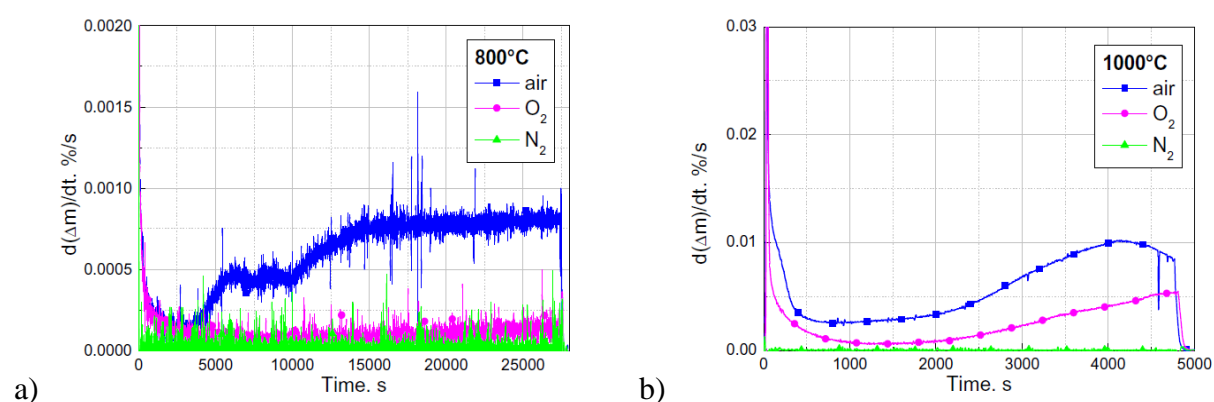 0.0020
0.0015
0.0010
0.0005
0.0000
d(Δm)/dt. %/s
800°C
air
O₂
N₂
0 5000 10000 15000 20000 25000
Time. s
a)
0.03
0.02
0.01
0.00
d(Δm)/dt. %/s
1000°C
air
O₂
N₂
0 1000 2000 3000 4000 5000
Time. s
b)